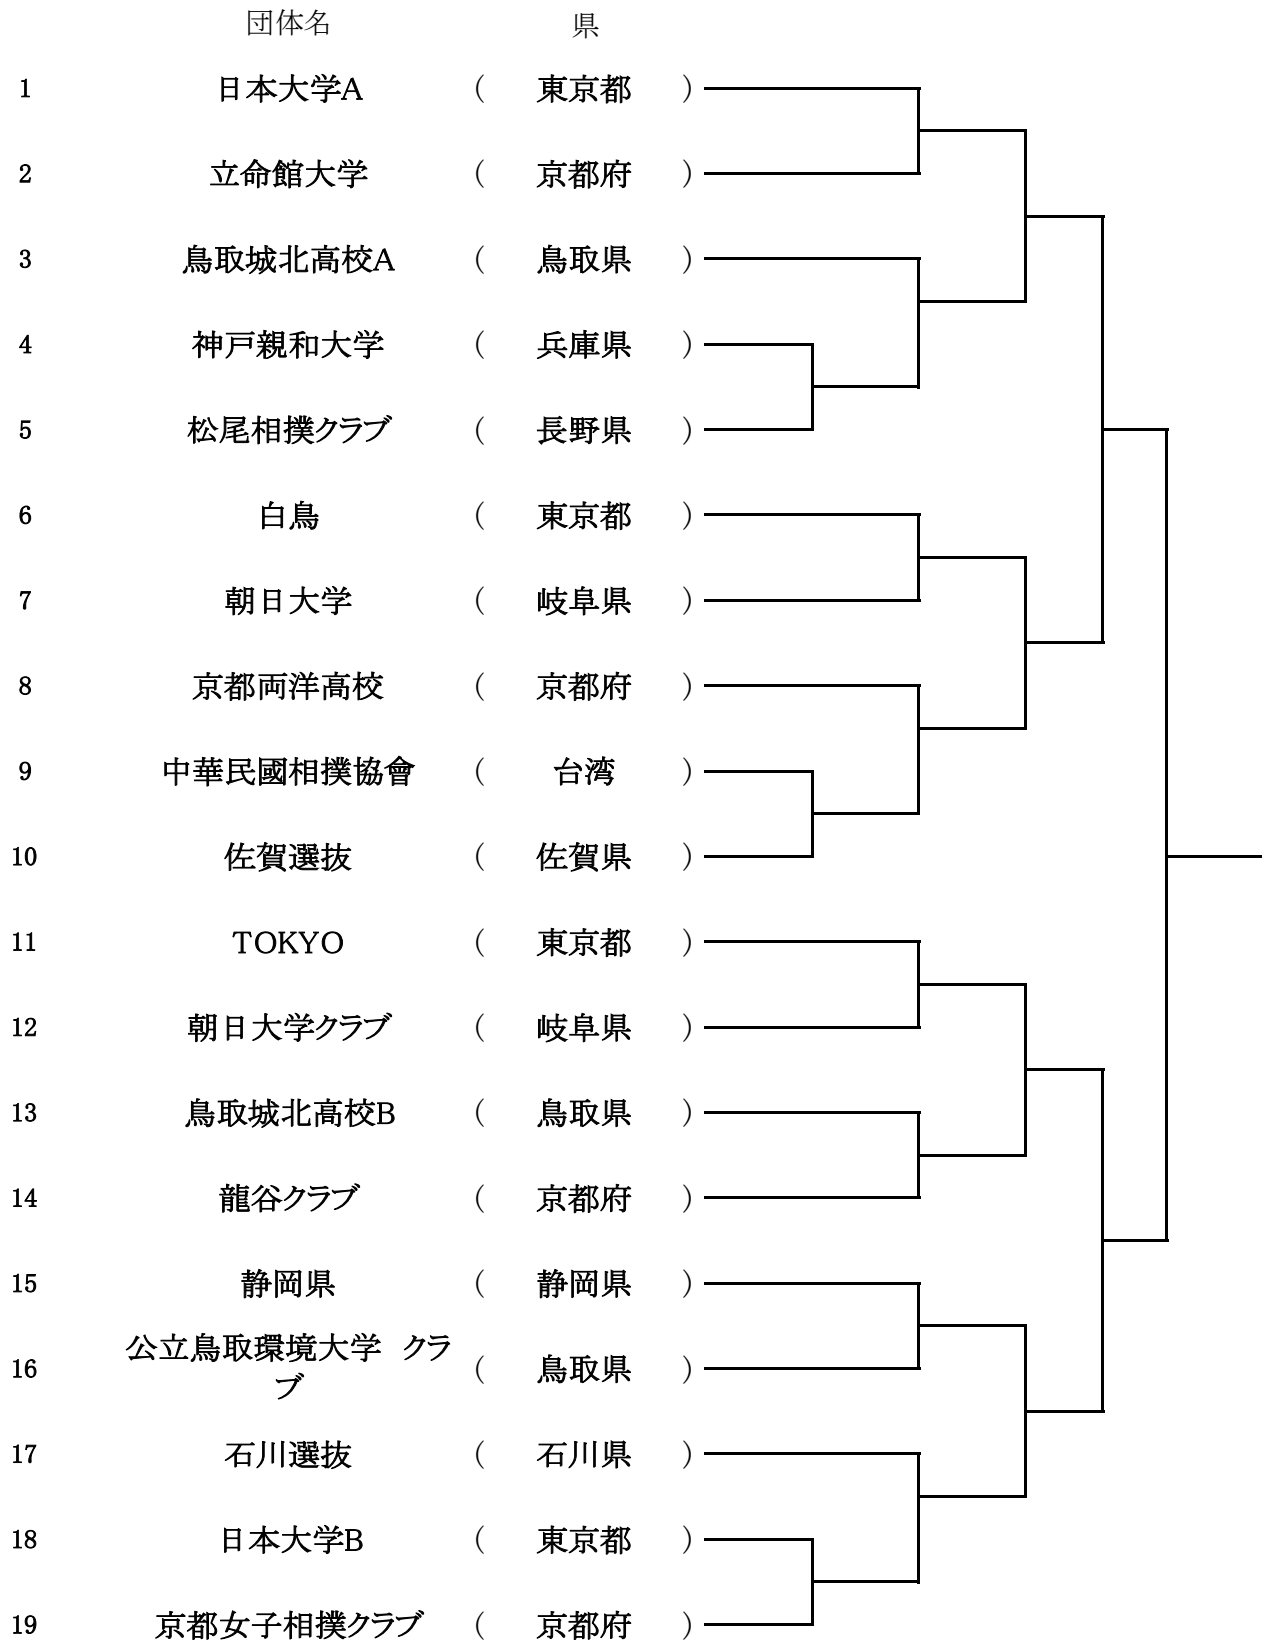 団体名 県
1 日本大学A ( 東京都 )
2 立命館大学 ( 京都府 )
3 鳥取城北高校A ( 鳥取県 )
4 神戸親和大学 ( 兵庫県 )
5 松尾相撲クラブ ( 長野県 )
6 白鳥 ( 東京都 )
7 朝日大学 ( 岐阜県 )
8 京都両洋高校 ( 京都府 )
9 中華民國相撲協會 ( 台湾 )
10 佐賀選抜 ( 佐賀県 )
11 TOKYO ( 東京都 )
12 朝日大学クラブ ( 岐阜県 )
13 鳥取城北高校B ( 鳥取県 )
14 龍谷クラブ ( 京都府 )
15 静岡県 ( 静岡県 )
公立鳥取環境大学　クラ
16 ブ ( 鳥取県 )
17 石川選抜 ( 石川県 )
18 日本大学B ( 東京都 )
19 京都女子相撲クラブ ( 京都府 )